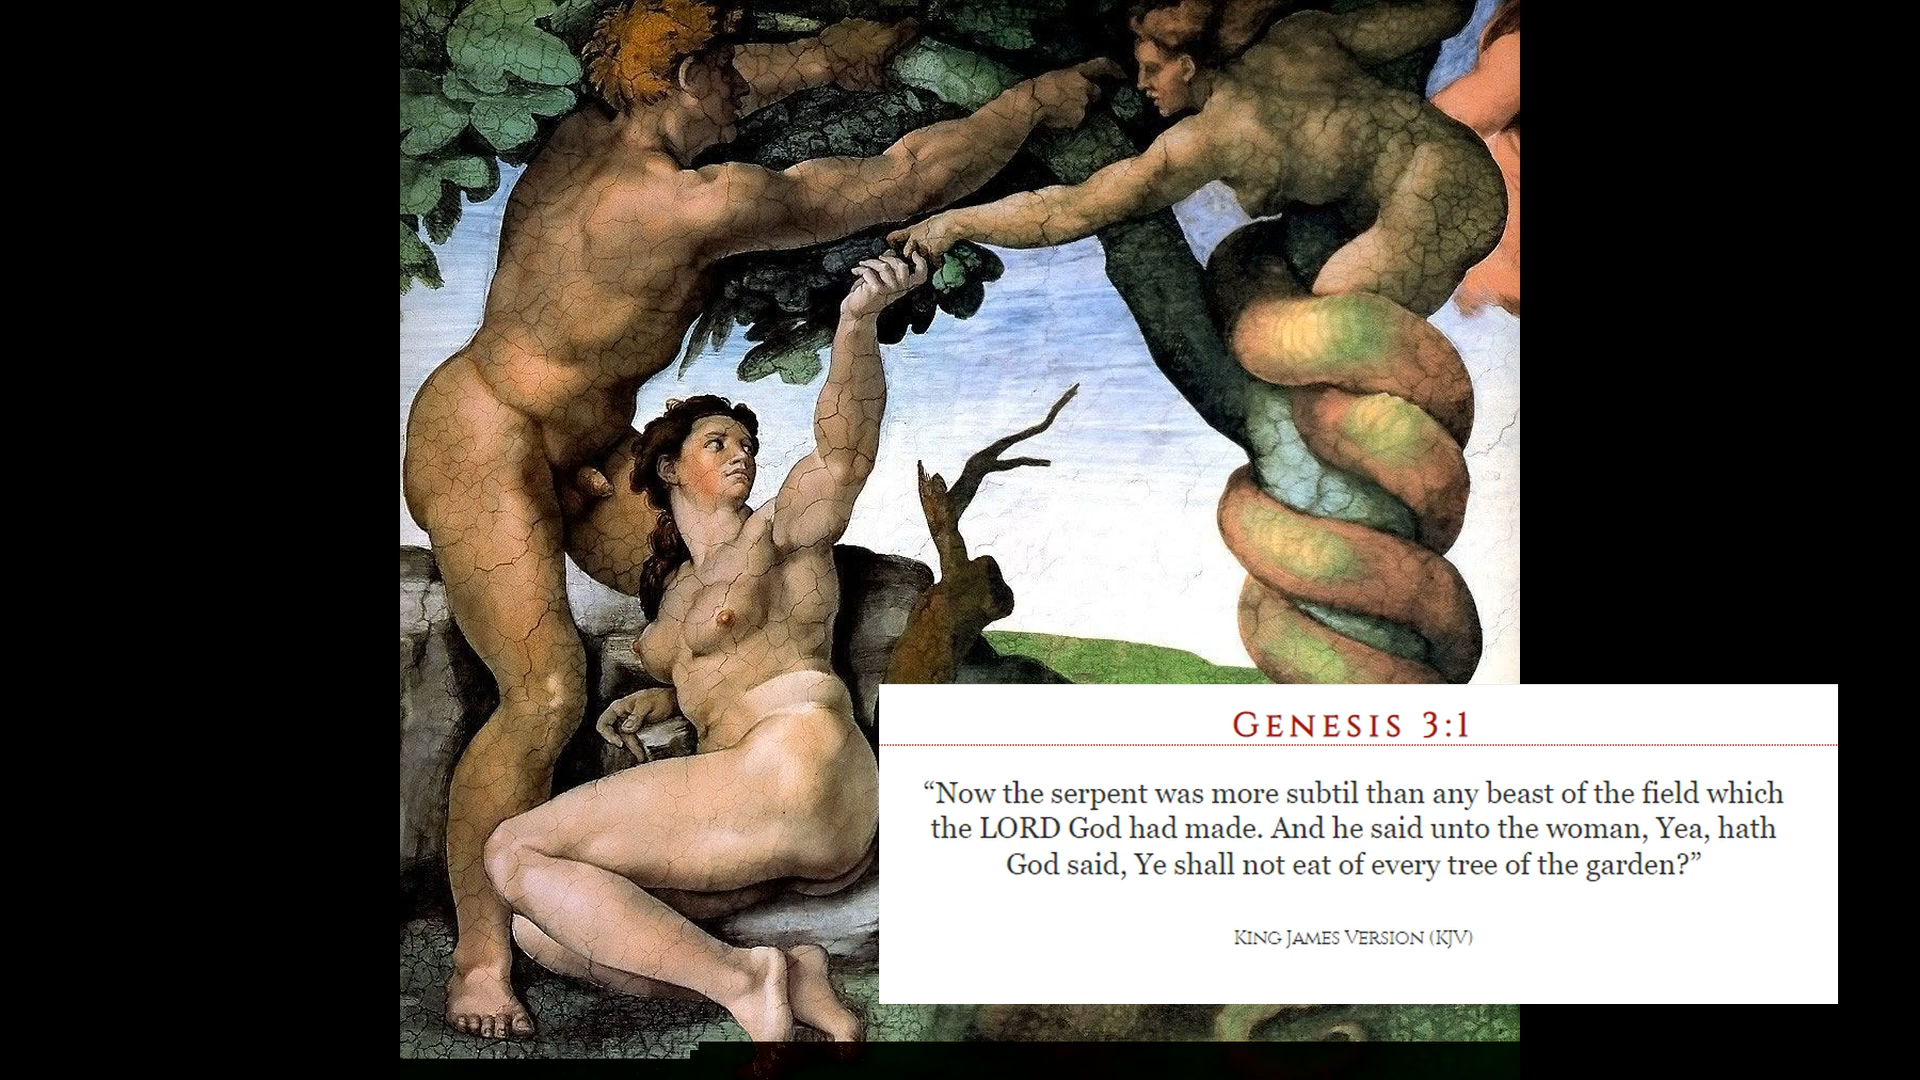 GENESIS 3:1
“Now the serpent was more subtil than any beast of the field which
the LORD God had made. And he said unto the woman, Yea, hath
God said, Ye shall not eat of every tree of the garden?”
KING JAMES VERSION (KJV)